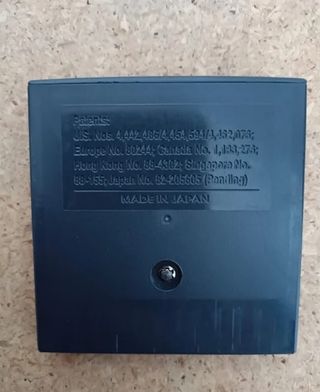 Patents:
U.S. Nos. 4,442,486/4,454,594/4,462,076;
Europe No. 80244; Canada No. 1,183,276;
Hong Kong No. 88-4302; Singapore No.
88-155; Japan No. 82-205605 (Pending)
MADE IN JAPAN